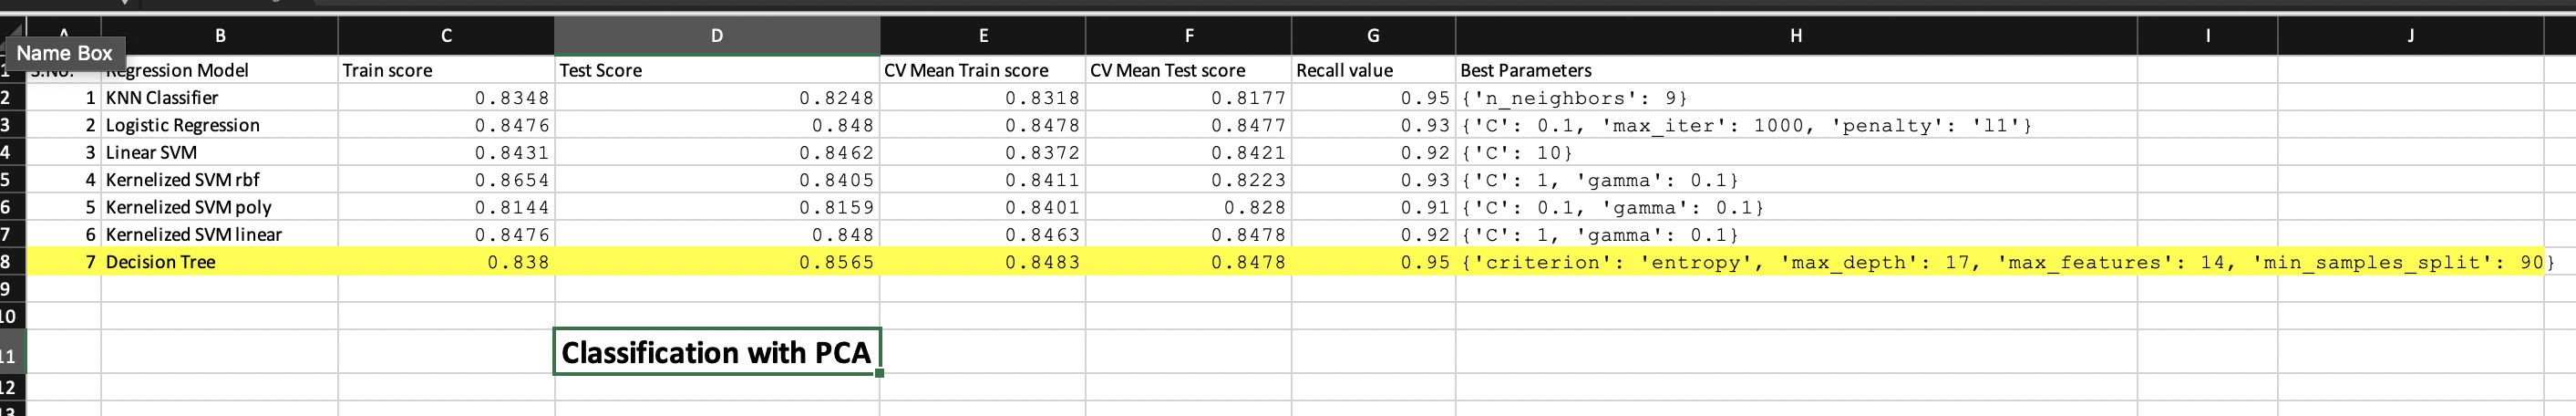 A B C D E F G H I J
Name Box
1 S.No. Regression Model Train score Test Score CV Mean Train score CV Mean Test score Recall value Best Parameters
2 1 KNN Classifier 0.8348 0.8248 0.8318 0.8177 0.95 {'n_neighbors': 9}
3 2 Logistic Regression 0.8476 0.848 0.8478 0.8477 0.93 {'C': 0.1, 'max_iter': 1000, 'penalty': 'l1'}
4 3 Linear SVM 0.8431 0.8462 0.8372 0.8421 0.92 {'C': 10}
5 4 Kernelized SVM rbf 0.8654 0.8405 0.8411 0.8223 0.93 {'C': 1, 'gamma': 0.1}
6 5 Kernelized SVM poly 0.8144 0.8159 0.8401 0.828 0.91 {'C': 0.1, 'gamma': 0.1}
7 6 Kernelized SVM linear 0.8476 0.848 0.8463 0.8478 0.92 {'C': 1, 'gamma': 0.1}
8 7 Decision Tree 0.838 0.8565 0.8483 0.8478 0.95 {'criterion': 'entropy', 'max_depth': 17, 'max_features': 14, 'min_samples_split': 90}
9
10
11 Classification with PCA
12
13